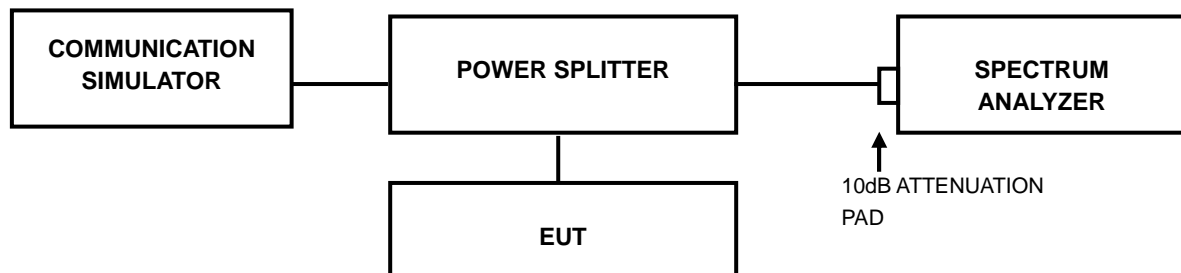 COMMUNICATION
SIMULATOR
POWER SPLITTER
SPECTRUM
ANALYZER
10dB ATTENUATION
PAD
EUT